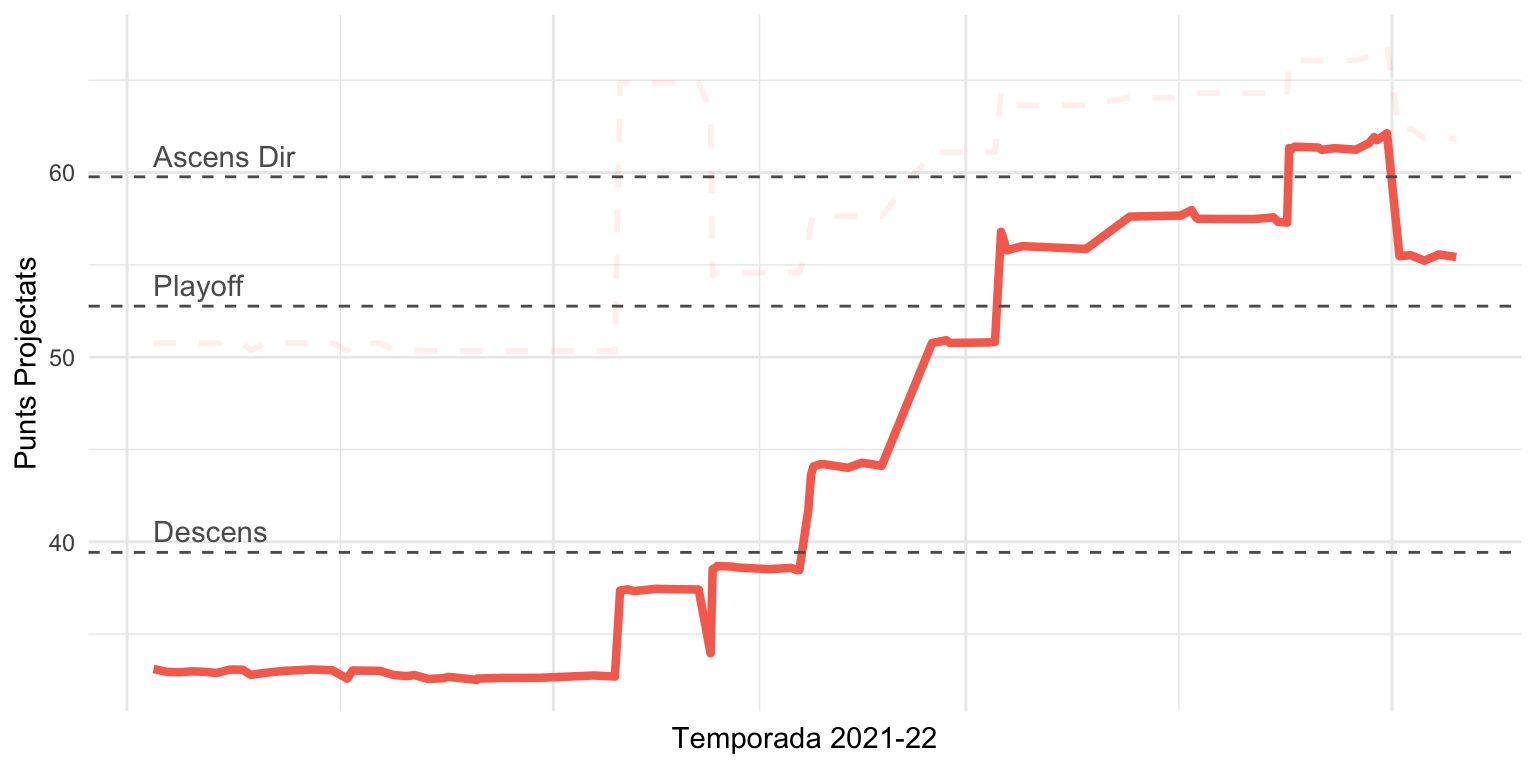 Punts Projectats
60
50
40
Ascens Dir
Playoff
Descens
Temporada 2021-22